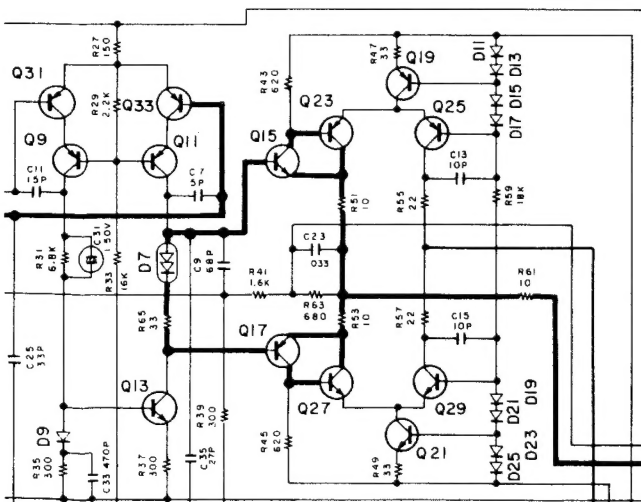 R27
150
R47
33
Q19
D11
D13
Q31
R29
2.2K
Q33
R43
620
Q23
D15
Q25
D17
Q9
Q11
Q15
C11
15P
C7
5P
C13
10P
R51
10
R55
22
R59
18K
R31
6.8K
C31
1 50V
R33
16K
D7
C9
68P
C23
.033
R41
1.6K
R63
680
R61
10
R65
33
R53
10
R57
22
C15
10P
Q17
C25
33P
Q13
Q27
Q29
D19
D21
R39
300
D9
R45
620
Q21
D23
R35
300
C33 470P
R37
300
C35
27P
R49
33
D25